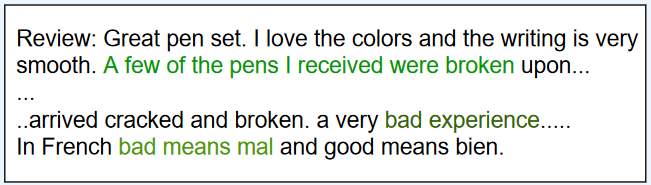 Review: Great pen set. I love the colors and the writing is very
smooth. A few of the pens I received were broken upon...
...
..arrived cracked and broken. a very bad experience.....
In French bad means mal and good means bien.